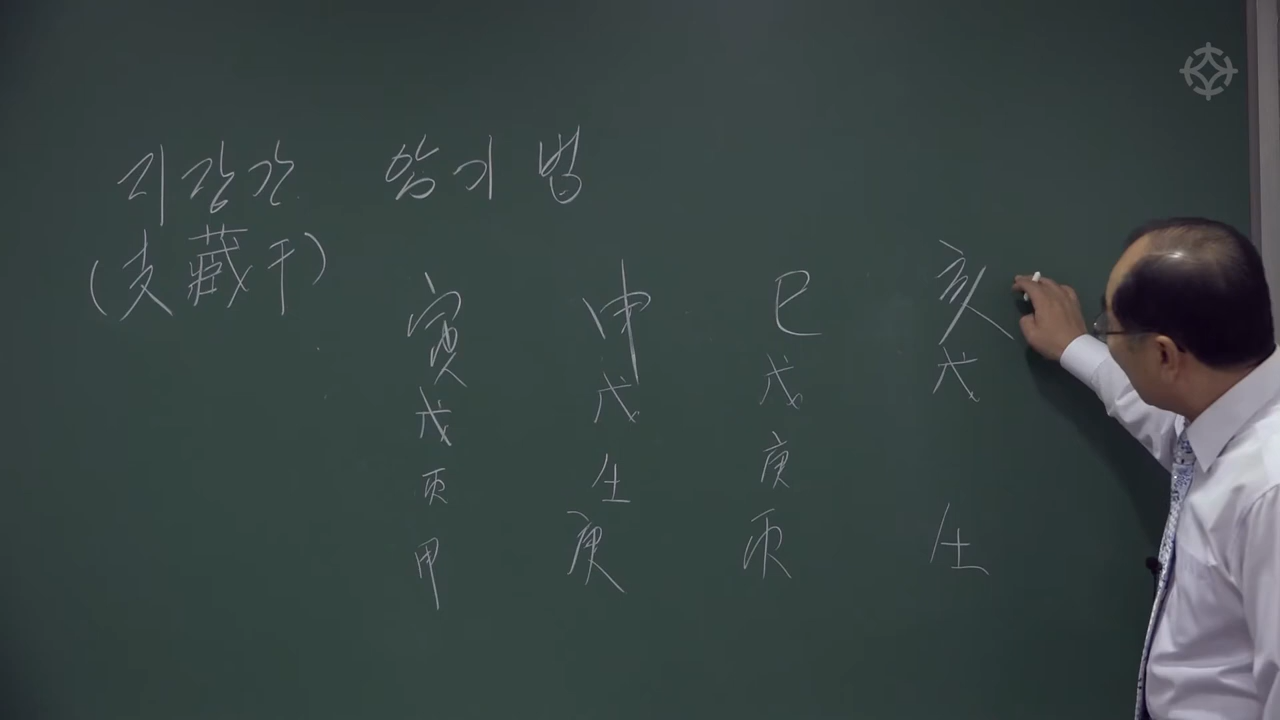 지장간 암기법
(支藏干)
寅 申 巳 亥
戊 戊 戊 戊
丙 壬 庚
甲 庚 丙 壬